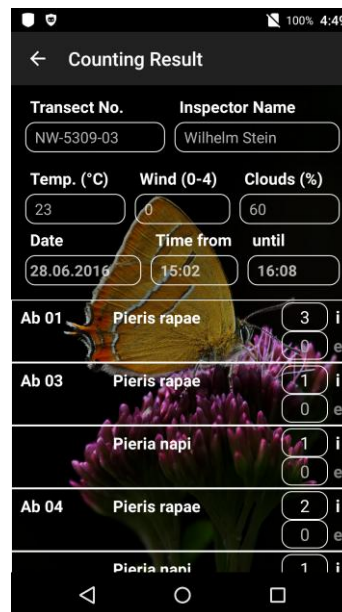 100% 4:49
Counting Result
Transect No. Inspector Name
NW-5309-03 Wilhelm Stein
Temp. (°C) Wind (0-4) Clouds (%)
23 0 60
Date Time from until
28.06.2016 15:02 16:08
Ab 01 Pieris rapae 3 i
0 e
Ab 03 Pieris rapae 1 i
0 e
Pieria napi 1 i
0 e
Ab 04 Pieris rapae 2 i
0 e
Pieria napi 1 i